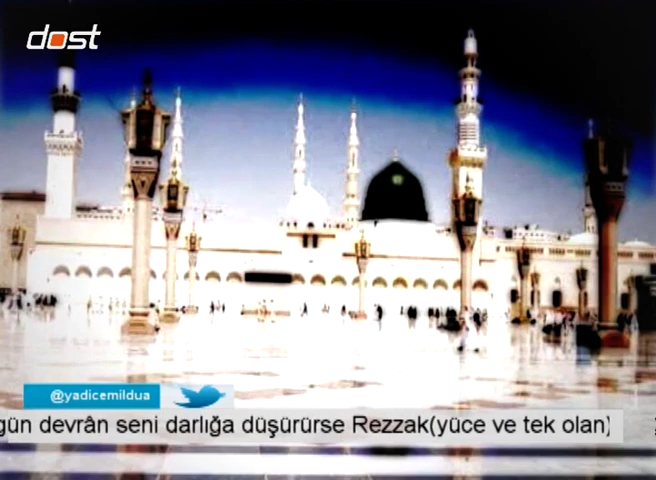 dost
@yadicemildua
gün devrân seni darlığa düşürürse Rezzak(yüce ve tek olan)